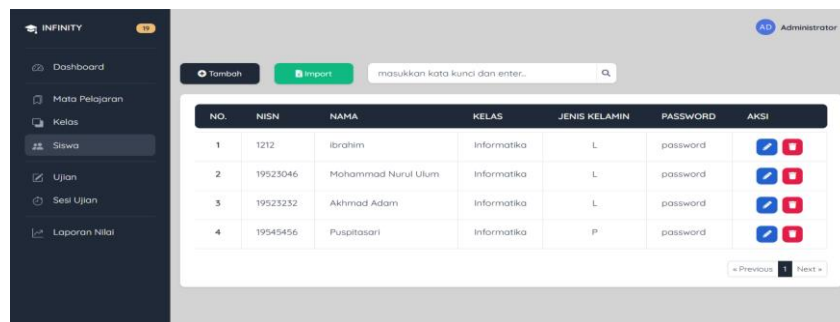 INFINITY 19
AD Administrator
Dashboard
Mata Pelajaran
Kelas
Siswa
Ujian
Sesi Ujian
Laporan Nilai
Tambah
Import
masukkan kata kunci dan enter..
NO. NISN NAMA KELAS JENIS KELAMIN PASSWORD AKSI
1 1212 ibrahim Informatika L password
2 19523046 Mohammad Nurul Ulum Informatika L password
3 19523232 Akhmad Adam Informatika L password
4 19545456 Puspitasari Informatika P password
« Previous 1 Next »